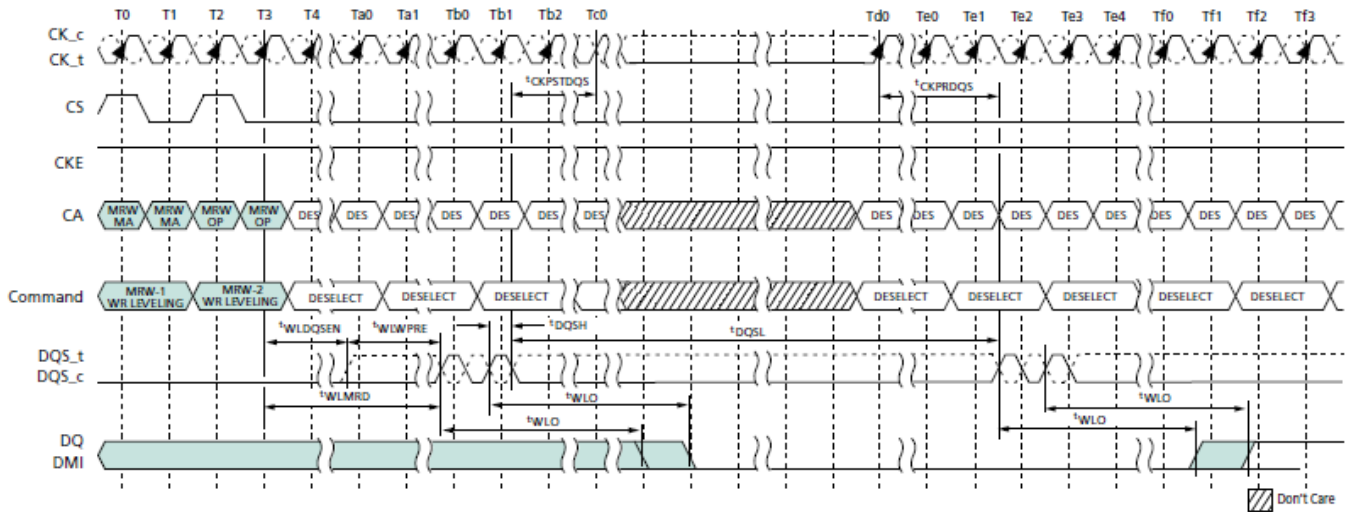 T0 T1 T2 T3 T4 Ta0 Ta1 Tb0 Tb1 Tb2 Tc0 Td0 Te0 Te1 Te2 Te3 Te4 Tf0 Tf1 Tf2 Tf3
CK_c
CK_t
tCKPSTDQS tCKPRDQS
CS
CKE
CA
MRW MA MRW MA MRW OP MRW OP DES DES DES DES DES DES DES DES DES DES DES DES DES DES DES DES DES
Command
MRW-1 WR LEVELING MRW-2 WR LEVELING DESELECT DESELECT DESELECT DESELECT DESELECT DESELECT DESELECT DESELECT
tWLDQSEN tWLWPRE tDQSH tDQSL
DQS_t
DQS_c
tWLMRD tWLO tWLO
tWLO tWLO
DQ
DMI
Don't Care